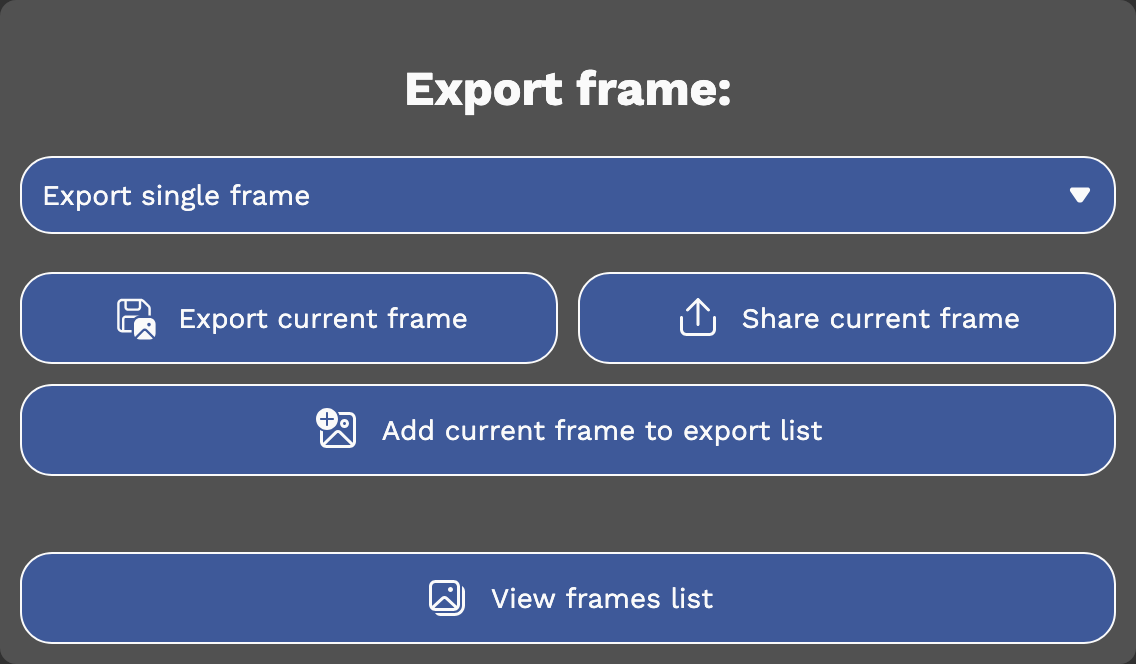 Export frame:
Export single frame
Export current frame
Share current frame
Add current frame to export list
View frames list